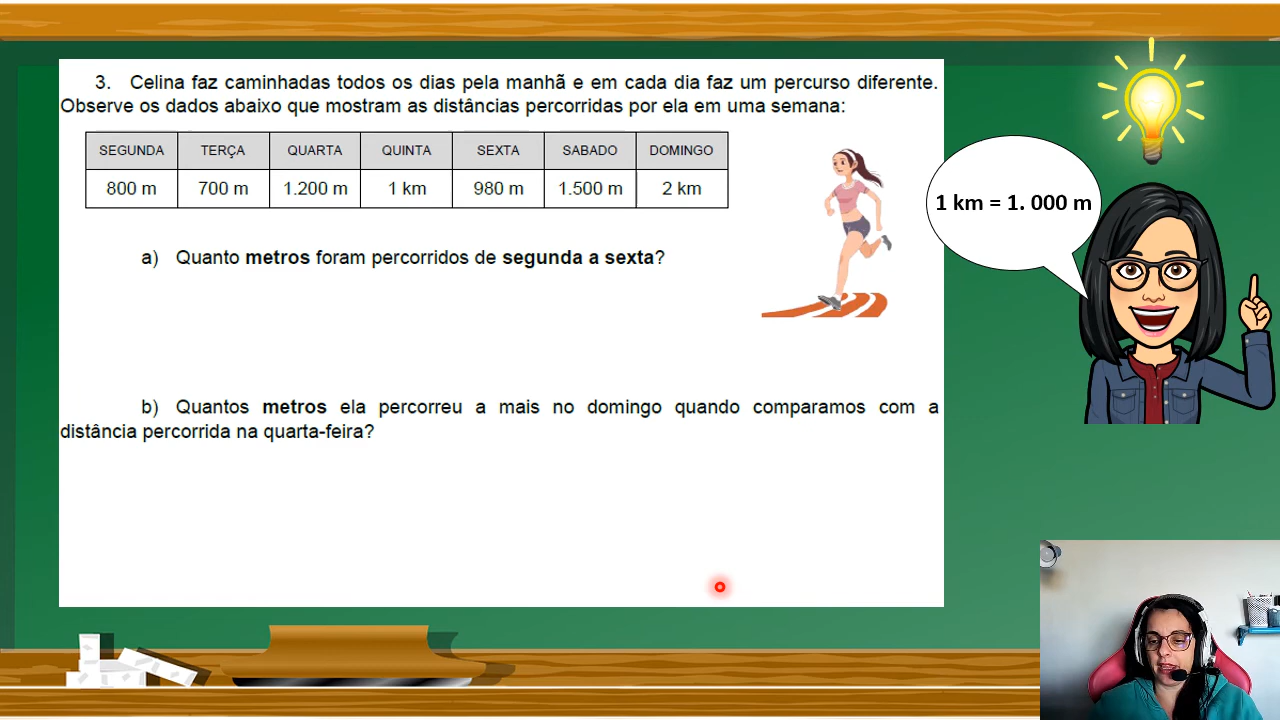 3. Celina faz caminhadas todos os dias pela manhã e em cada dia faz um percurso diferente.
Observe os dados abaixo que mostram as distâncias percorridas por ela em uma semana:
SEGUNDA TERÇA QUARTA QUINTA SEXTA SABADO DOMINGO
800 m 700 m 1.200 m 1 km 980 m 1.500 m 2 km
1 km = 1. 000 m
a) Quanto metros foram percorridos de segunda a sexta?
b) Quantos metros ela percorreu a mais no domingo quando comparamos com a
distância percorrida na quarta-feira?